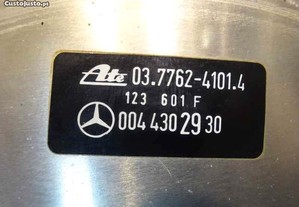 CustoJusto.pt
Ate 03.7762-4101.4
123 601 F
004 430 29 30